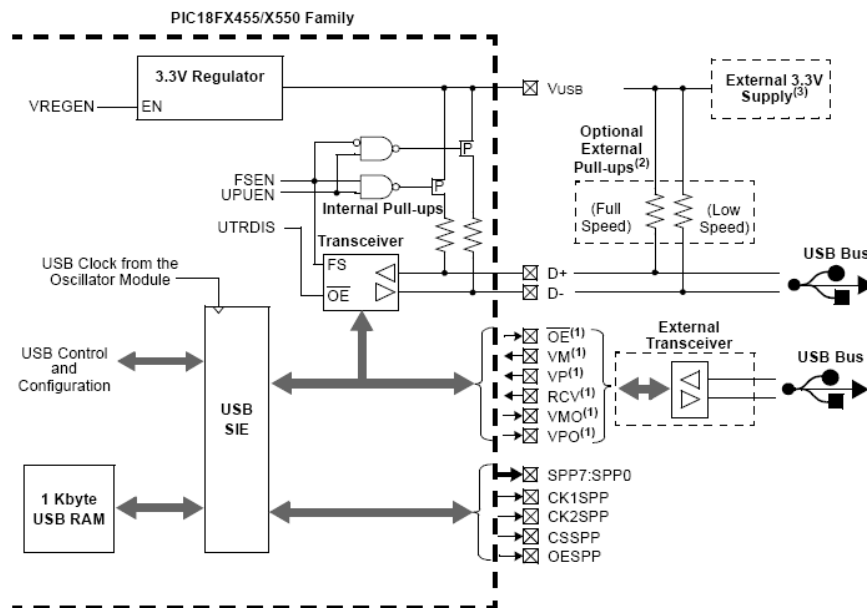 PIC18FX455/X550 Family
3.3V Regulator
EN
VREGEN
VUSB
External 3.3V
Supply(3)
Optional
External
Pull-ups(2)
P
P
FSEN
UPUEN
Internal Pull-ups
(Full
Speed)
(Low
Speed)
UTRDIS
Transceiver
FS
OE
D+
D-
USB Bus
USB Clock from the
Oscillator Module
USB Control
and
Configuration
USB
SIE
OE(1)
VM(1)
VP(1)
RCV(1)
VMO(1)
VPO(1)
External
Transceiver
USB Bus
1 Kbyte
USB RAM
SPP7:SPP0
CK1SPP
CK2SPP
CSSPP
OESPP